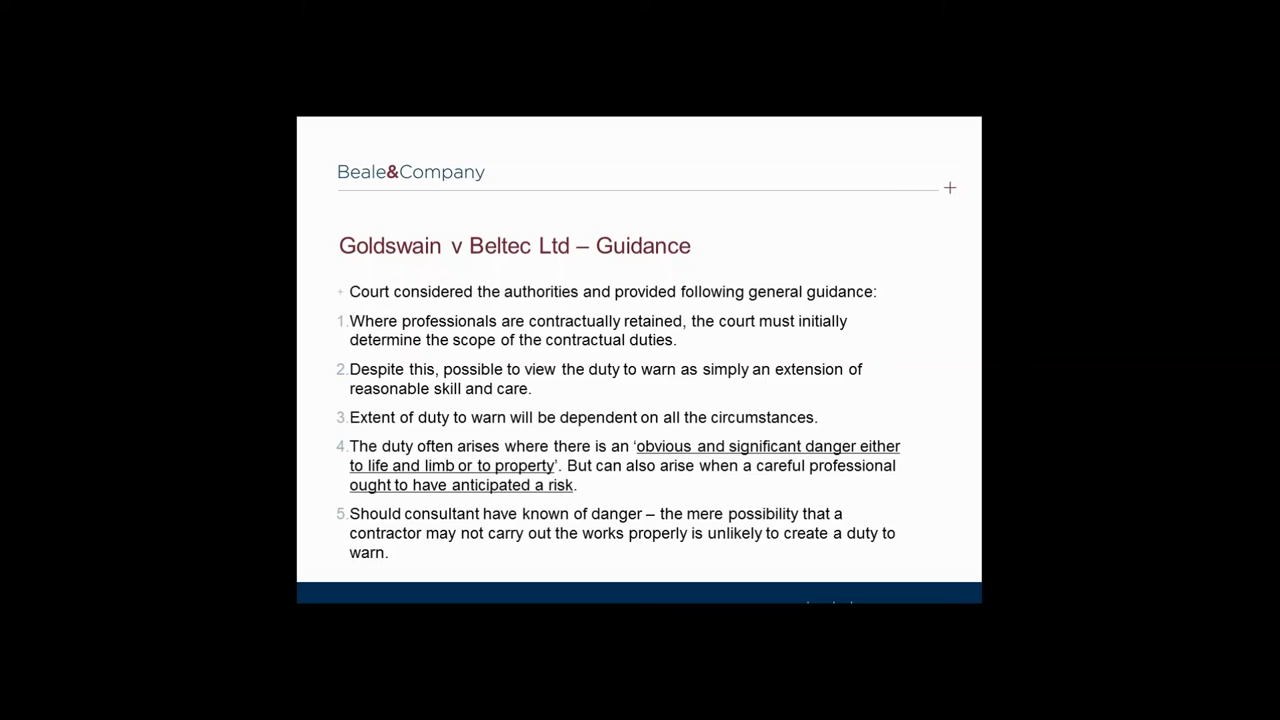 Beale&Company
+
Goldswain v Beltec Ltd – Guidance
+ Court considered the authorities and provided following general guidance:
1. Where professionals are contractually retained, the court must initially
determine the scope of the contractual duties.
2. Despite this, possible to view the duty to warn as simply an extension of
reasonable skill and care.
3. Extent of duty to warn will be dependent on all the circumstances.
4. The duty often arises where there is an ‘obvious and significant danger either
to life and limb or to property’. But can also arise when a careful professional
ought to have anticipated a risk.
5. Should consultant have known of danger – the mere possibility that a
contractor may not carry out the works properly is unlikely to create a duty to
warn.